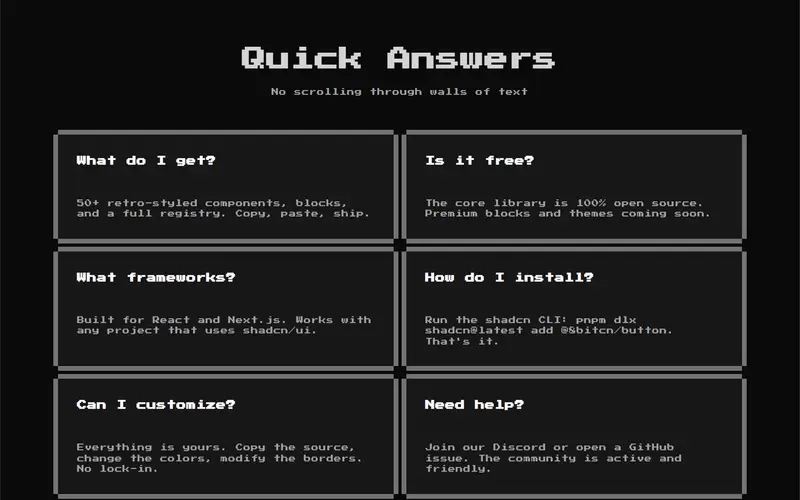 Quick Answers
No scrolling through walls of text
What do I get?
50+ retro-styled components, blocks,
and a full registry. Copy, paste, ship.
Is it free?
The core library is 100% open source.
Premium blocks and themes coming soon.
What frameworks?
Built for React and Next.js. Works with
any project that uses shadcn/ui.
How do I install?
Run the shadcn CLI: pnpm dlx
shadcn@latest add @8bitcn/button.
That's it.
Can I customize?
Everything is yours. Copy the source,
change the colors, modify the borders.
No lock-in.
Need help?
Join our Discord or open a GitHub
issue. The community is active and
friendly.